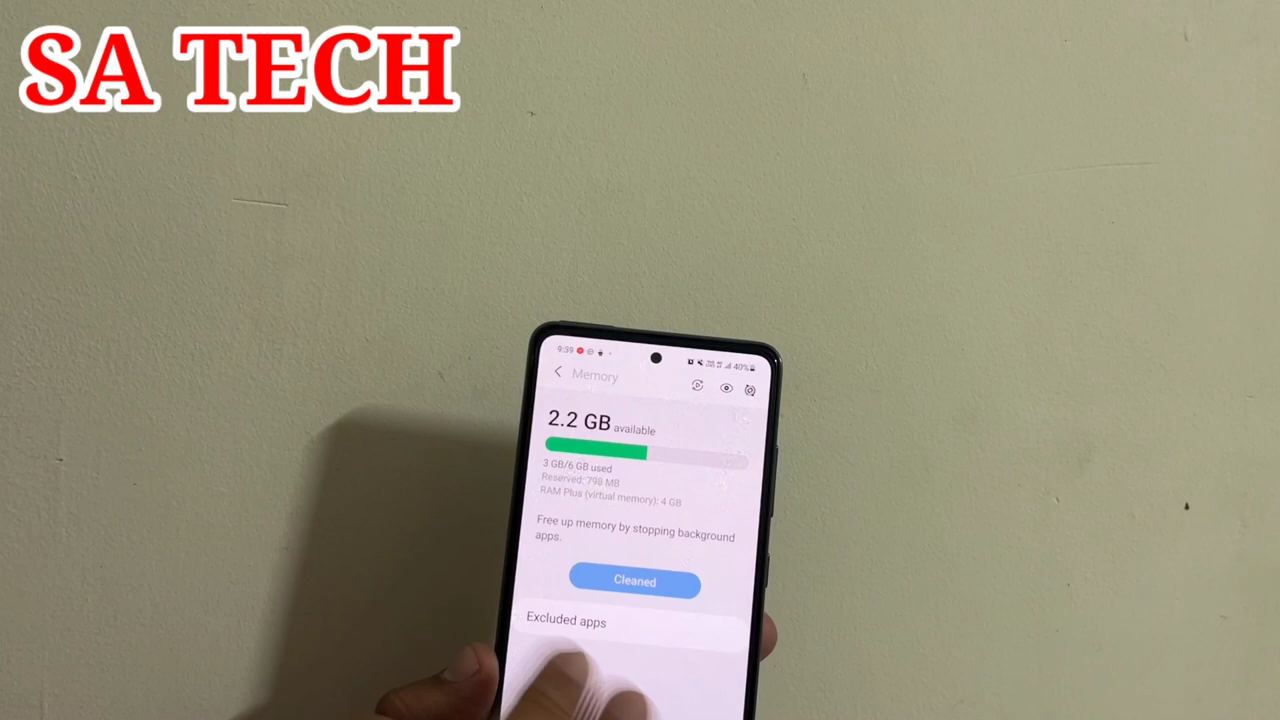 SA TECH
9:39
40%
Memory
2.2 GB available
3 GB/6 GB used
Reserved: 798 MB
RAM Plus (virtual memory): 4 GB
Free up memory by stopping background
apps.
Cleaned
Excluded apps